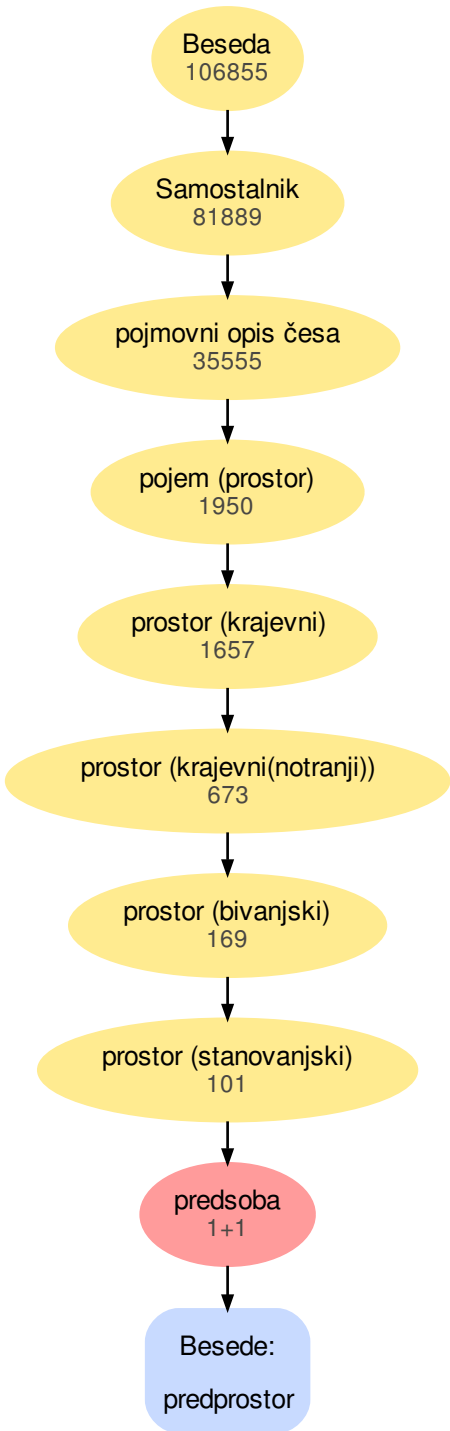 Beseda
106855
Samostalnik
81889
pojmovni opis česa
35555
pojem (prostor)
1950
prostor (krajevni)
1657
prostor (krajevni(notranji))
673
prostor (bivanjski)
169
prostor (stanovanjski)
101
predsoba
1+1
Besede:
predprostor